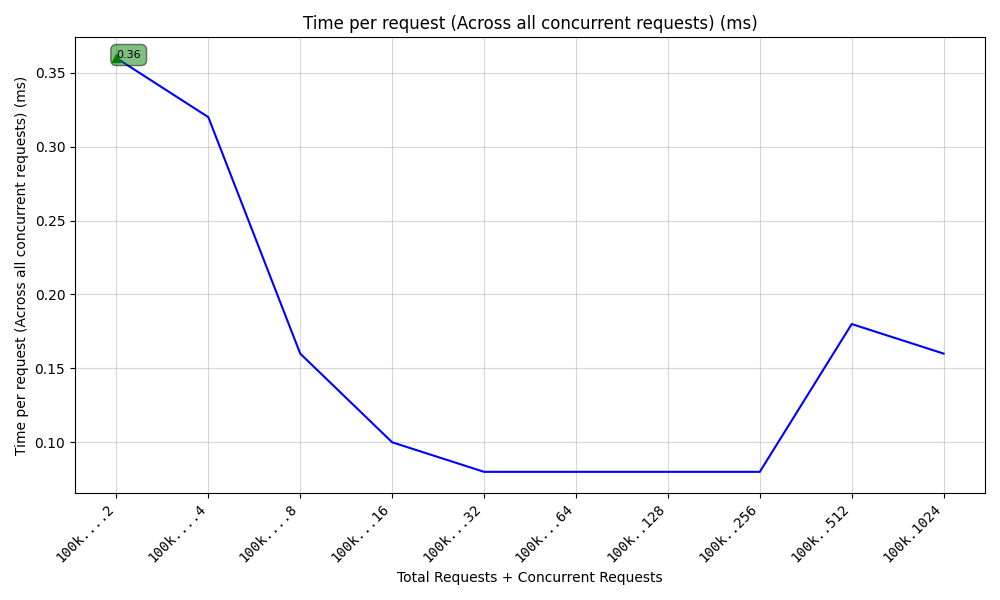 Time per request (Across all concurrent requests) (ms)
Time per request (Across all concurrent requests) (ms)
0.36
0.35
0.30
0.25
0.20
0.15
0.10
100k....2
100k....4
100k....8
100k...16
100k...32
100k...64
100k..128
100k..256
100k..512
100k.1024
Total Requests + Concurrent Requests